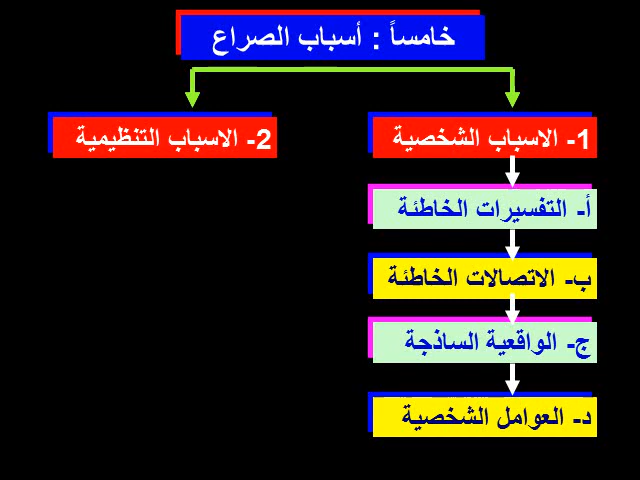 خامساً : أسباب الصراع
1- الاسباب الشخصية
2- الاسباب التنظيمية
أ- التفسيرات الخاطئة
ب- الاتصالات الخاطئة
ج- الواقعية الساذجة
د- العوامل الشخصية